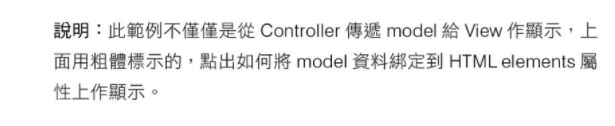 說明：此範例不僅僅是從 Controller 傳遞 model 給 View 作顯示，上
面用粗體標示的，點出如何將 model 資料綁定到 HTML elements 屬
性上作顯示。